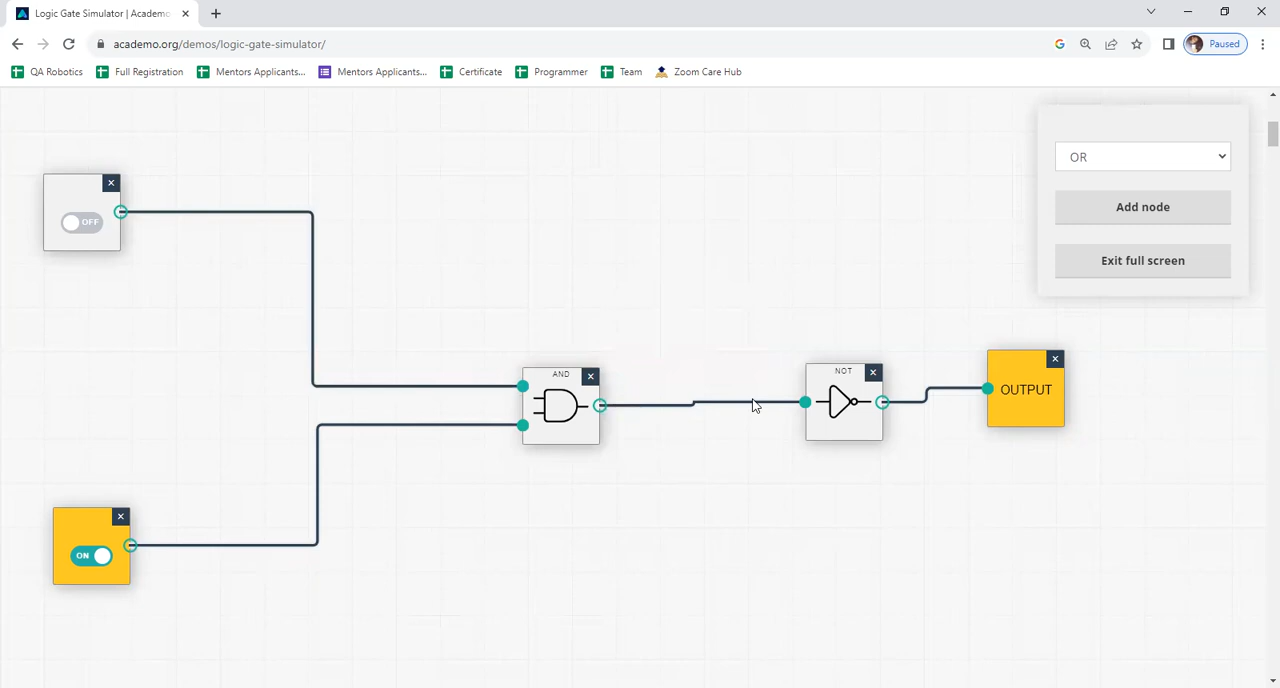 Logic Gate Simulator | Academo
academo.org/demos/logic-gate-simulator/
Paused
QA Robotics
Full Registration
Mentors Applicants...
Mentors Applicants...
Certificate
Programmer
Team
Zoom Care Hub
OR
Add node
Exit full screen
OFF
AND
NOT
OUTPUT
ON